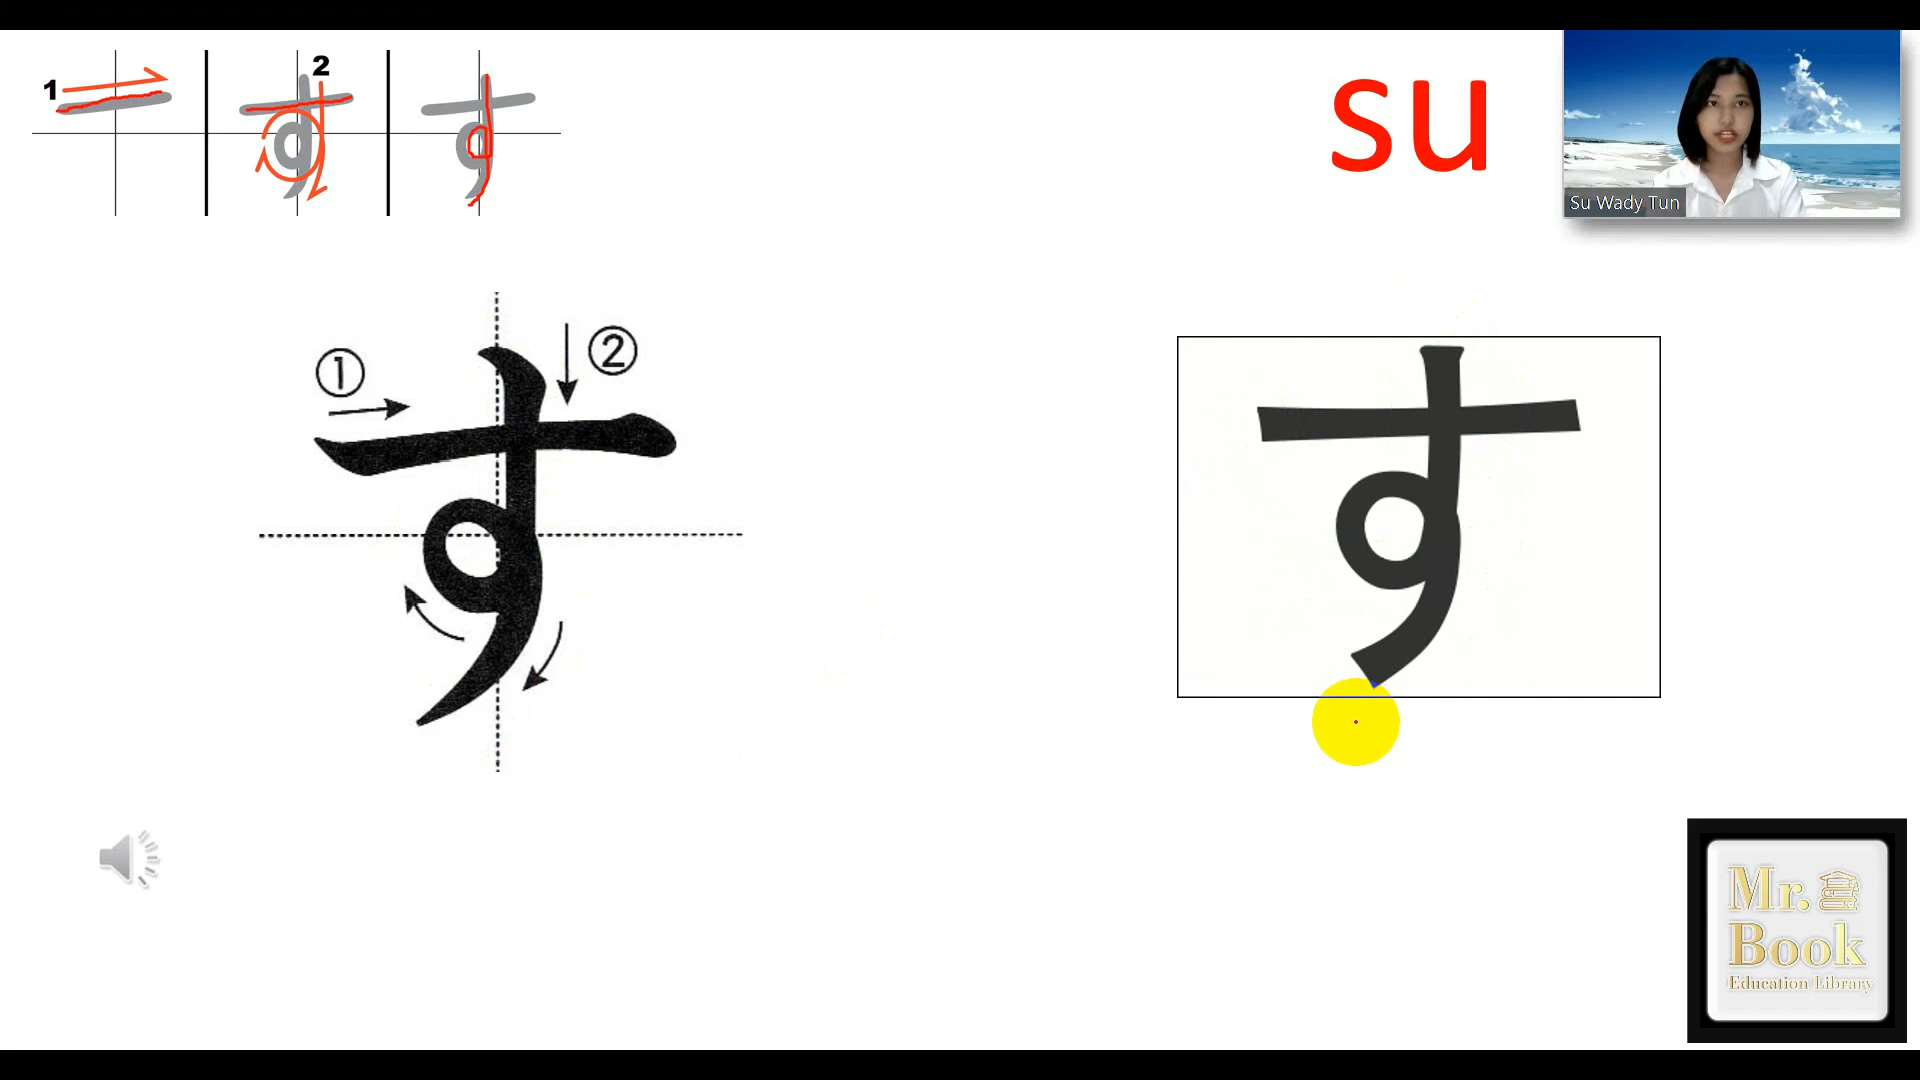 1
2
su
Su Wady Tun
①
②
す
す
Mr.
Book
Education Library